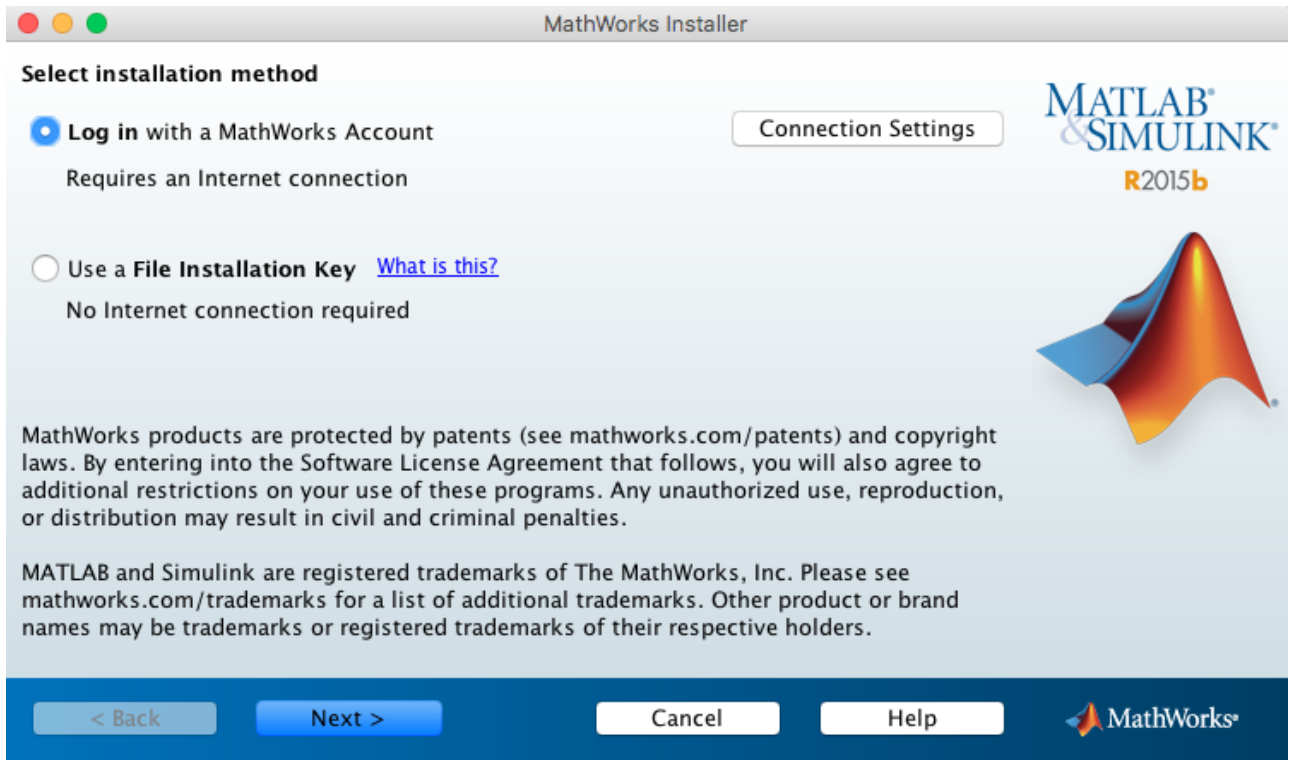 MathWorks Installer
Select installation method
Log in with a MathWorks Account
Connection Settings
Requires an Internet connection
Use a File Installation Key What is this?
No Internet connection required
MATLAB®
&SIMULINK®
R2015b
MathWorks products are protected by patents (see mathworks.com/patents) and copyright
laws. By entering into the Software License Agreement that follows, you will also agree to
additional restrictions on your use of these programs. Any unauthorized use, reproduction,
or distribution may result in civil and criminal penalties.
MATLAB and Simulink are registered trademarks of The MathWorks, Inc. Please see
mathworks.com/trademarks for a list of additional trademarks. Other product or brand
names may be trademarks or registered trademarks of their respective holders.
< Back Next > Cancel Help MathWorks®